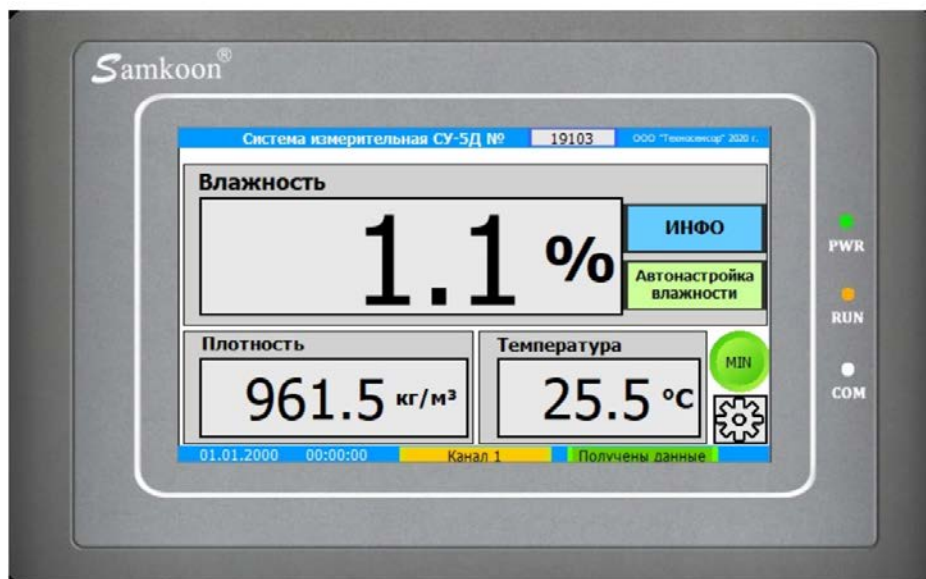 Samkoon®
Система измерительная СУ-5Д № 19103 ООО "Техносенсор" 2020 г.
Влажность
1.1 %
ИНФО
Автонастройка
влажности
Плотность
961.5 кг/м³
Температура
25.5 °C
MIN
01.01.2000 00:00:00 Канал 1 Получены данные
PWR
RUN
COM